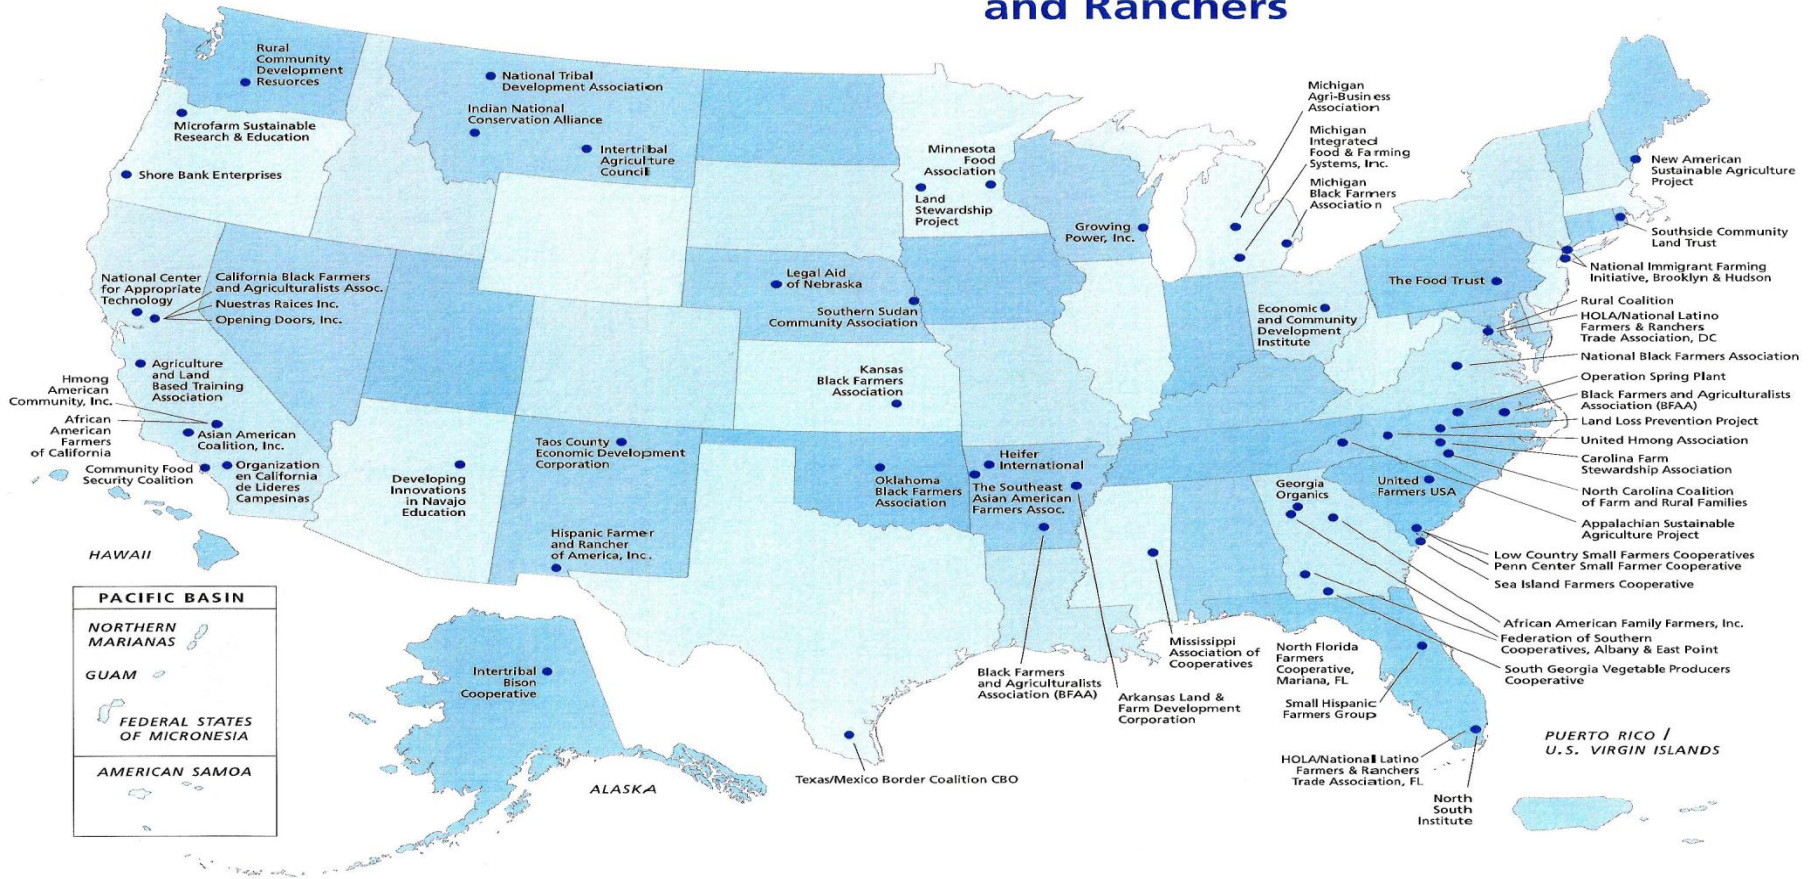 and Ranchers
Rural
Community
Development
Resuorces
Microfarm Sustainable
Research & Education
Shore Bank Enterprises
National Tribal
Development Association
Indian National
Conservation Alliance
Intertribal
Agriculture
Council
Minnesota
Food
Association
Land
Stewardship
Project
Growing
Power, Inc.
Michigan
Agri-Business
Association
Michigan
Integrated
Food & Farming
Systems, Inc.
Michigan
Black Farmers
Association
New American
Sustainable Agriculture
Project
Southside Community
Land Trust
National Immigrant Farming
Initiative, Brooklyn & Hudson
The Food Trust
Rural Coalition
HOLA/National Latino
Farmers & Ranchers
Trade Association, DC
National Black Farmers Association
Operation Spring Plant
Black Farmers and Agriculturalists
Association (BFAA)
Land Loss Prevention Project
United Hmong Association
Carolina Farm
Stewardship Association
North Carolina Coalition
of Farm and Rural Families
Appalachian Sustainable
Agriculture Project
Low Country Small Farmers Cooperatives
Penn Center Small Farmer Cooperative
Sea Island Farmers Cooperative
African American Family Farmers, Inc.
Federation of Southern
Cooperatives, Albany & East Point
South Georgia Vegetable Producers
Cooperative
National Center
for Appropriate
Technology
California Black Farmers
and Agriculturalists Assoc.
Nuestras Raices Inc.
Opening Doors, Inc.
Agriculture
and Land
Based Training
Association
Hmong
American
Community, Inc.
African
American
Farmers
of California
Asian American
Coalition, Inc.
Community Food
Security Coalition
Organization
en California
de Lideres
Campesinas
Legal Aid
of Nebraska
Southern Sudan
Community Association
Kansas
Black Farmers
Association
Economic
and Community
Development
Institute
Developing
Innovations
in Navajo
Education
Taos County
Economic Development
Corporation
Hispanic Farmer
and Rancher
of America, Inc.
Oklahoma
Black Farmers
Association
Heifer
International
The Southeast
Asian American
Farmers Assoc.
Georgia
Organics
United
Farmers USA
Black Farmers
and Agriculturalists
Association (BFAA)
Arkansas Land &
Farm Development
Corporation
Mississippi
Association of
Cooperatives
North Florida
Farmers
Cooperative,
Mariana, FL
Small Hispanic
Farmers Group
HOLA/National Latino
Farmers & Ranchers
Trade Association, FL
North
South
Institute
Texas/Mexico Border Coalition CBO
Intertribal
Bison
Cooperative
HAWAII
ALASKA
PACIFIC BASIN
NORTHERN
MARIANAS
GUAM
FEDERAL STATES
OF MICRONESIA
AMERICAN SAMOA
PUERTO RICO /
U.S. VIRGIN ISLANDS